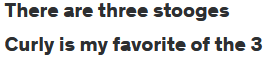 There are three stooges
Curly is my favorite of the 3